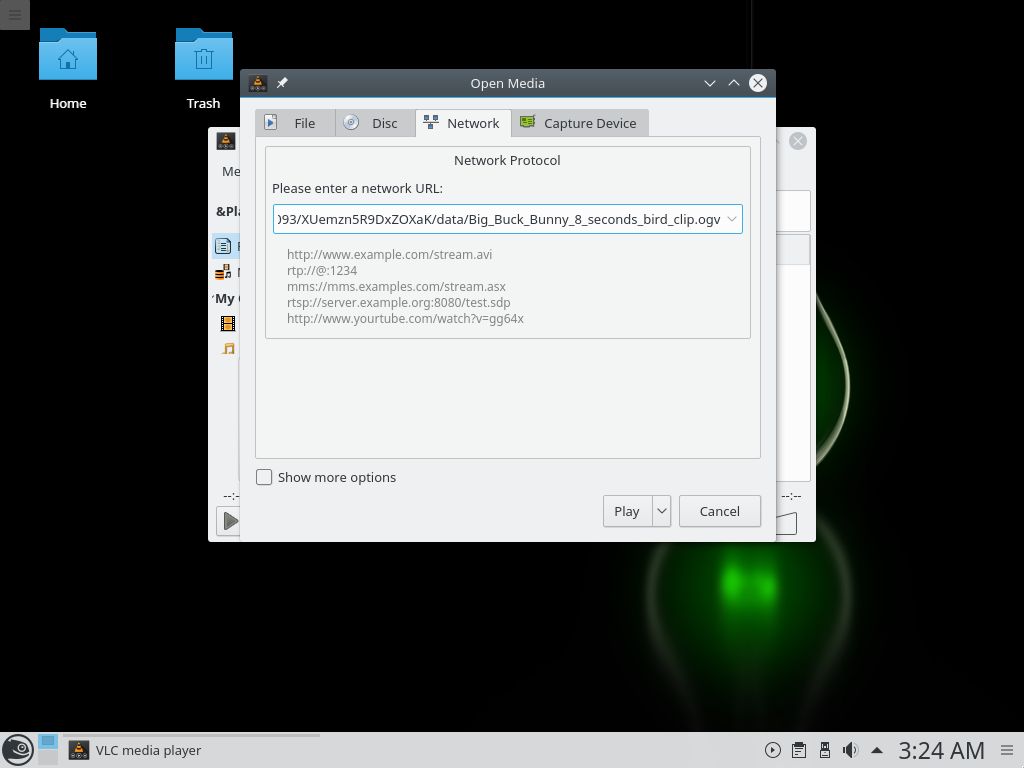 Home
Trash
Open Media
File
Disc
Network
Capture Device
Me
&Pla
My
Network Protocol
Please enter a network URL:
093/XUemzn5R9DxZOXaK/data/Big_Buck_Bunny_8_seconds_bird_clip.ogv
http://www.example.com/stream.avi
rtp://@:1234
mms://mms.examples.com/stream.asx
rtsp://server.example.org:8080/test.sdp
http://www.yourtube.com/watch?v=gg64x
Show more options
--:-
--:--
Play
Cancel
VLC media player
3:24 AM